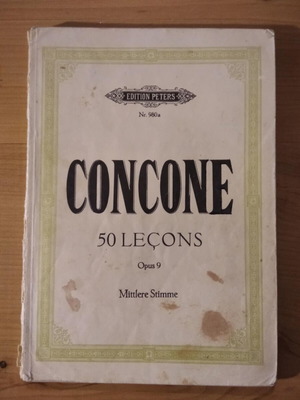 EDITION PETERS
Nr. 980a
CONCONE
50 LEÇONS
Opus 9
Mittlere Stimme